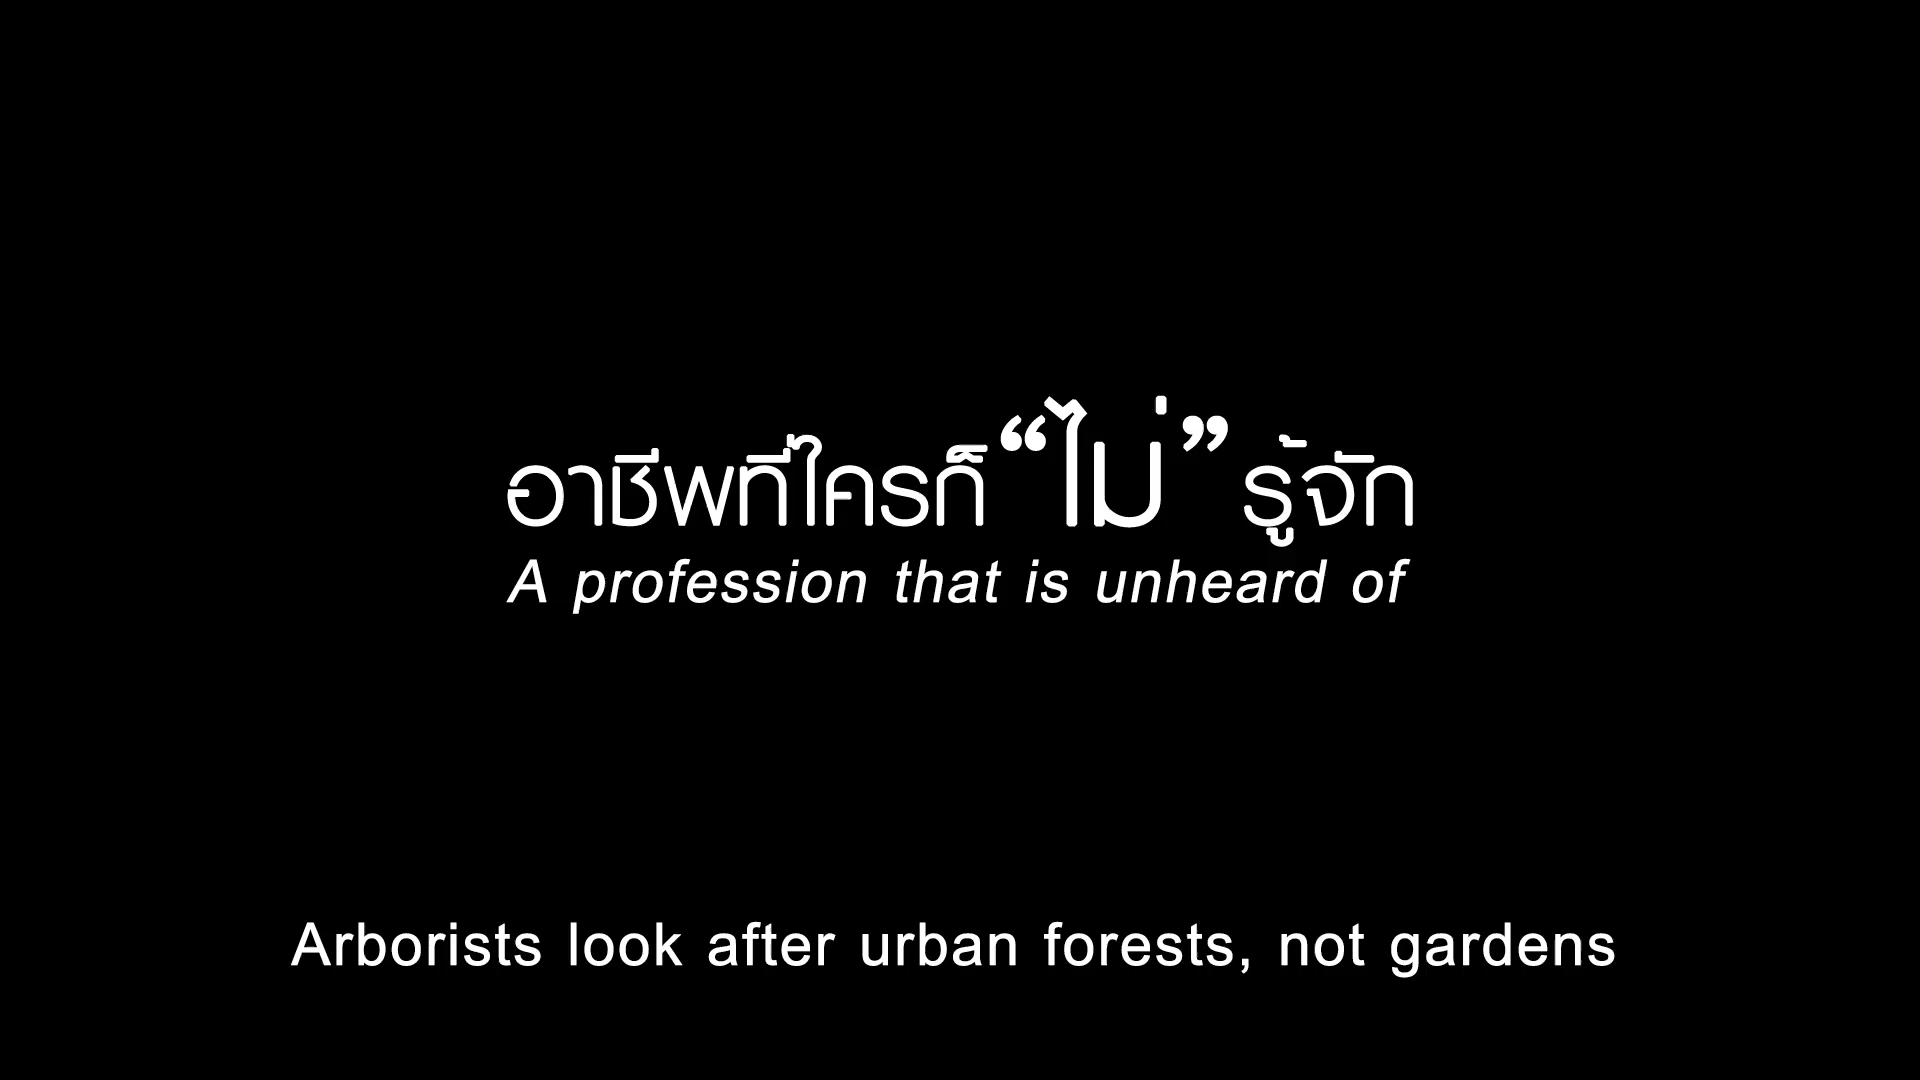 อาชีพที่ใครก็ “ไม่” รู้จัก
A profession that is unheard of
Arborists look after urban forests, not gardens